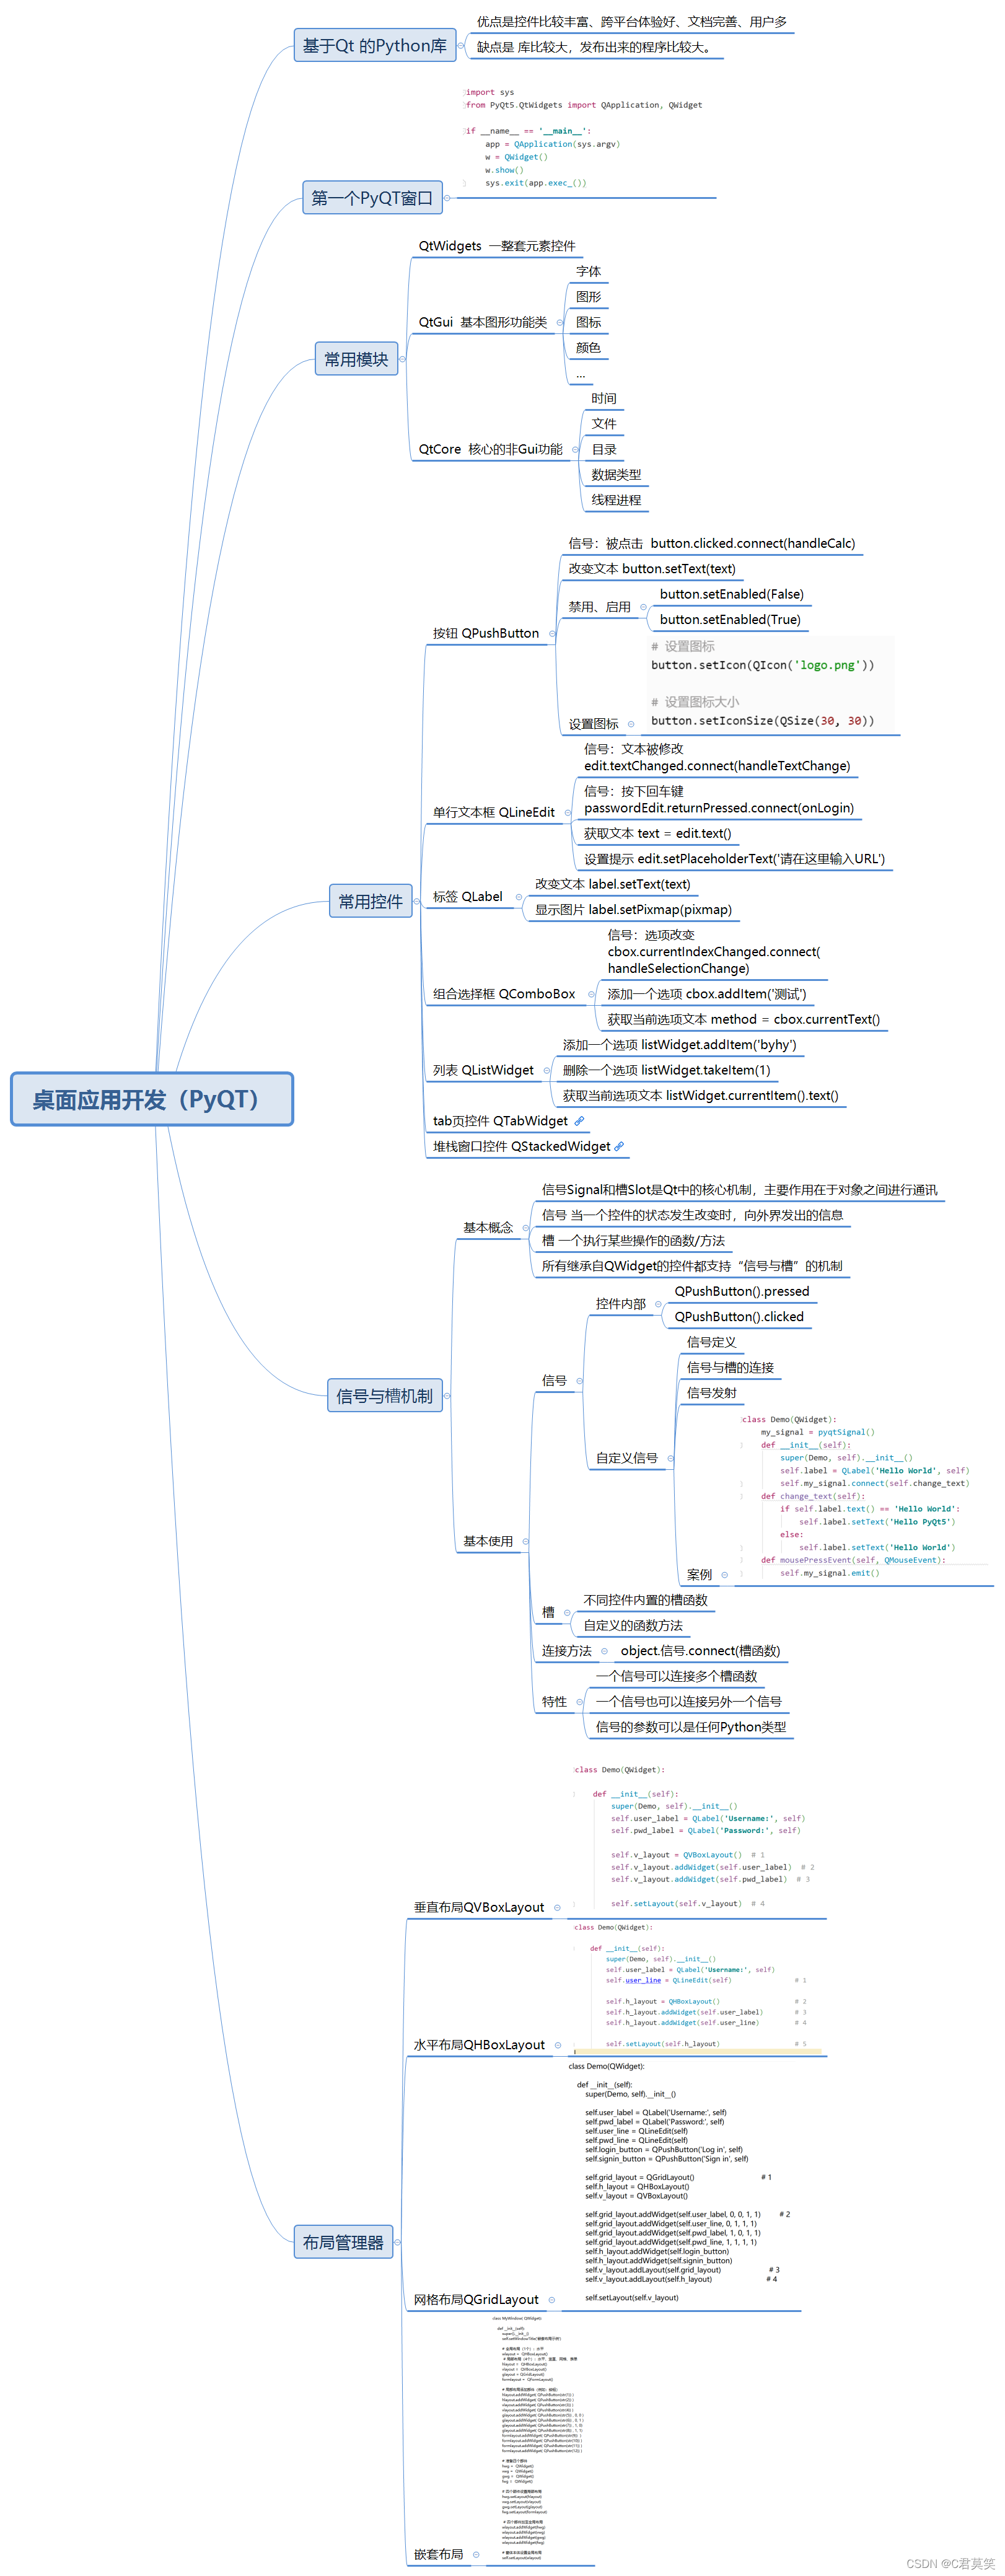 基于Qt 的Python库
优点是控件比较丰富、跨平台体验好、文档完善、用户多
缺点是 库比较大，发布出来的程序比较大。
第一个PyQT窗口
import sys
from PyQt5.QtWidgets import QApplication, QWidget
if __name__ == '__main__':
app = QApplication(sys.argv)
w = QWidget()
w.show()
sys.exit(app.exec_())
常用模块
QtWidgets 一整套元素控件
QtGui 基本图形功能类
字体
图形
图标
颜色
...
QtCore 核心的非Gui功能
时间
文件
目录
数据类型
线程进程
常用控件
按钮 QPushButton
信号：被点击 button.clicked.connect(handleCalc)
改变文本 button.setText(text)
禁用、启用
button.setEnabled(False)
button.setEnabled(True)
设置图标
# 设置图标
button.setIcon(QIcon('logo.png'))
# 设置图标大小
button.setIconSize(QSize(30, 30))
单行文本框 QLineEdit
信号：文本被修改
edit.textChanged.connect(handleTextChange)
信号：按下回车键
passwordEdit.returnPressed.connect(onLogin)
获取文本 text = edit.text()
设置提示 edit.setPlaceholderText('请在这里输入URL')
标签 QLabel
改变文本 label.setText(text)
显示图片 label.setPixmap(pixmap)
组合选择框 QComboBox
信号：选项改变
cbox.currentIndexChanged.connect(
handleSelectionChange)
添加一个选项 cbox.addItem('测试')
获取当前选项文本 method = cbox.currentText()
列表 QListWidget
添加一个选项 listWidget.addItem('byhy')
删除一个选项 listWidget.takeItem(1)
获取当前选项文本 listWidget.currentItem().text()
tab页控件 QTabWidget
堆栈窗口控件 QStackedWidget
桌面应用开发（PyQT）
信号与槽机制
基本概念
信号Signal和槽Slot是Qt中的核心机制，主要作用在于对象之间进行通讯
信号 当一个控件的状态发生改变时，向外界发出的信息
槽 一个执行某些操作的函数/方法
所有继承自QWidget的控件都支持“信号与槽”的机制
基本使用
信号
控件内部
QPushButton().pressed
QPushButton().clicked
自定义信号
信号定义
信号与槽的连接
信号发射
案例
class Demo(QWidget):
my_signal = pyqtSignal()
def __init__(self):
super(Demo, self).__init__()
self.label = QLabel('Hello World', self)
self.my_signal.connect(self.change_text)
def change_text(self):
if self.label.text() == 'Hello World':
self.label.setText('Hello PyQt5')
else:
self.label.setText('Hello World')
def mousePressEvent(self, QMouseEvent):
self.my_signal.emit()
槽
不同控件内置的槽函数
自定义的函数方法
连接方法
object.信号.connect(槽函数)
特性
一个信号可以连接多个槽函数
一个信号也可以连接另外一个信号
信号的参数可以是任何Python类型
布局管理器
垂直布局QVBoxLayout
class Demo(QWidget):
def __init__(self):
super(Demo, self).__init__()
self.user_label = QLabel('Username:', self)
self.pwd_label = QLabel('Password:', self)
self.v_layout = QVBoxLayout() # 1
self.v_layout.addWidget(self.user_label) # 2
self.v_layout.addWidget(self.pwd_label) # 3
self.setLayout(self.v_layout) # 4
水平布局QHBoxLayout
class Demo(QWidget):
def __init__(self):
super(Demo, self).__init__()
self.user_label = QLabel('Username:', self)
self.user_line = QLineEdit(self) # 1
self.h_layout = QHBoxLayout() # 2
self.h_layout.addWidget(self.user_label) # 3
self.h_layout.addWidget(self.user_line) # 4
self.setLayout(self.h_layout) # 5
网格布局QGridLayout
class Demo(QWidget):
def __init__(self):
super(Demo, self).__init__()
self.user_label = QLabel('Username:', self)
self.pwd_label = QLabel('Password:', self)
self.user_line = QLineEdit(self)
self.pwd_line = QLineEdit(self)
self.login_button = QPushButton('Log in', self)
self.signin_button = QPushButton('Sign in', self)
self.grid_layout = QGridLayout() # 1
self.h_layout = QHBoxLayout()
self.v_layout = QVBoxLayout()
self.grid_layout.addWidget(self.user_label, 0, 0, 1, 1) # 2
self.grid_layout.addWidget(self.user_line, 0, 1, 1, 1)
self.grid_layout.addWidget(self.pwd_label, 1, 0, 1, 1)
self.grid_layout.addWidget(self.pwd_line, 1, 1, 1, 1)
self.h_layout.addWidget(self.login_button)
self.h_layout.addWidget(self.signin_button)
self.v_layout.addLayout(self.grid_layout) # 3
self.v_layout.addLayout(self.h_layout) # 4
self.setLayout(self.v_layout)
嵌套布局
CSDN @C君莫笑